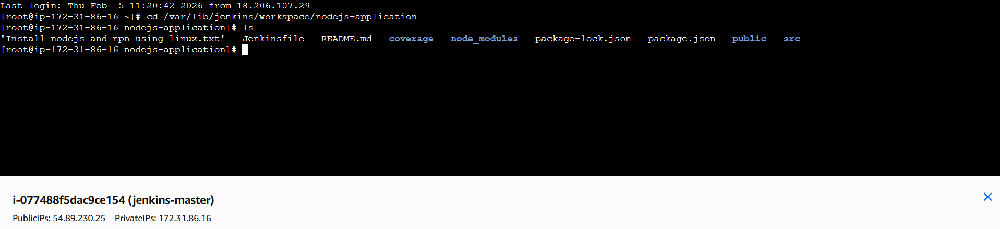 Last login: Thu Feb  5 11:20:42 2026 from 18.206.107.29
[root@ip-172-31-86-16 ~]# cd /var/lib/jenkins/workspace/nodejs-application
[root@ip-172-31-86-16 nodejs-application]# ls
'Install nodejs and npn using linux.txt'   Jenkinsfile   README.md   coverage   node_modules   package-lock.json   package.json   public   src
[root@ip-172-31-86-16 nodejs-application]#
i-077488f5dac9ce154 (jenkins-master)
PublicIPs: 54.89.230.25    PrivateIPs: 172.31.86.16